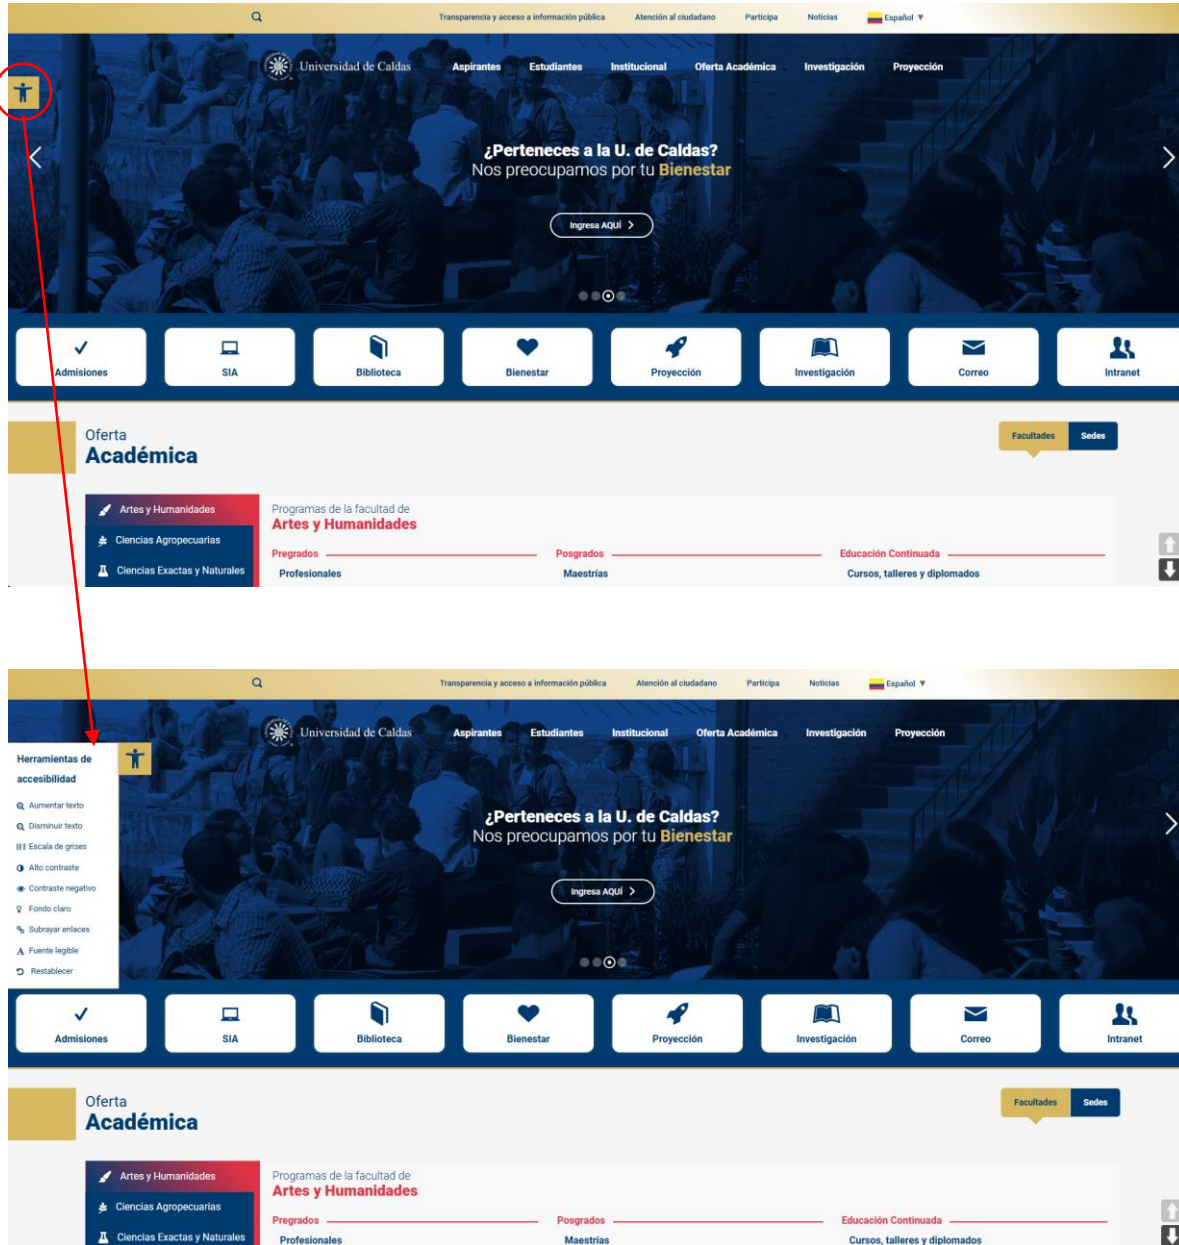 Transparencia y acceso a información pública Atención al ciudadano Participa Noticias Español ▼
Universidad de Caldas Aspirantes Estudiantes Institucional Oferta Académica Investigación Proyección
¿Perteneces a la U. de Caldas?
Nos preocupamos por tu Bienestar
Ingresa AQUÍ >
Admisiones SIA Biblioteca Bienestar Proyección Investigación Correo Intranet
Oferta
Académica
Facultades Sedes
Artes y Humanidades
Ciencias Agropecuarias
Ciencias Exactas y Naturales
Programas de la facultad de
Artes y Humanidades
Pregrados Posgrados Educación Continuada
Profesionales Maestrías Cursos, talleres y diplomados
Transparencia y acceso a información pública Atención al ciudadano Participa Noticias Español ▼
Universidad de Caldas Aspirantes Estudiantes Institucional Oferta Académica Investigación Proyección
Herramientas de
accesibilidad
Aumentar texto
Disminuir texto
Escala de grises
Alto contraste
Contraste negativo
Fondo claro
Subrayar enlaces
Fuente legible
Restablecer
¿Perteneces a la U. de Caldas?
Nos preocupamos por tu Bienestar
Ingresa AQUÍ >
Admisiones SIA Biblioteca Bienestar Proyección Investigación Correo Intranet
Oferta
Académica
Facultades Sedes
Artes y Humanidades
Ciencias Agropecuarias
Ciencias Exactas y Naturales
Programas de la facultad de
Artes y Humanidades
Pregrados Posgrados Educación Continuada
Profesionales Maestrías Cursos, talleres y diplomados